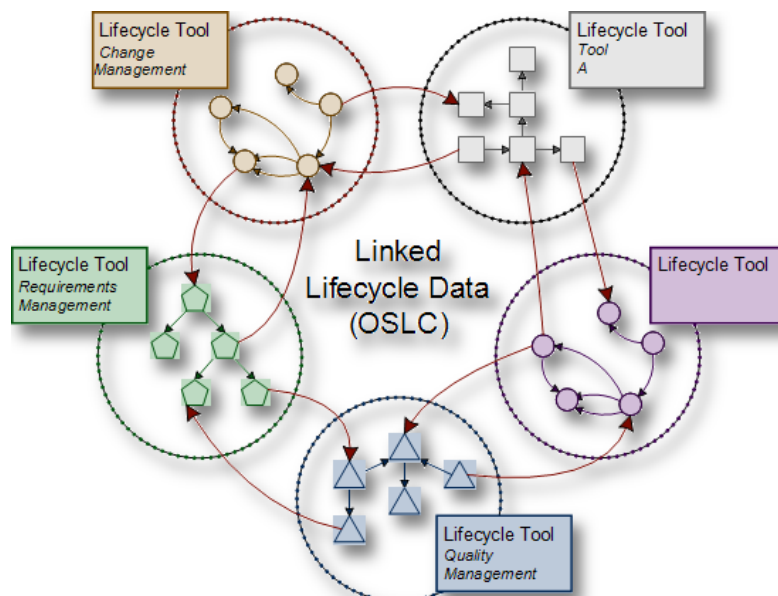 Lifecycle Tool
Change
Management
Lifecycle Tool
Tool
A
Linked
Lifecycle Data
(OSLC)
Lifecycle Tool
Requirements
Management
Lifecycle Tool
Lifecycle Tool
Quality
Management